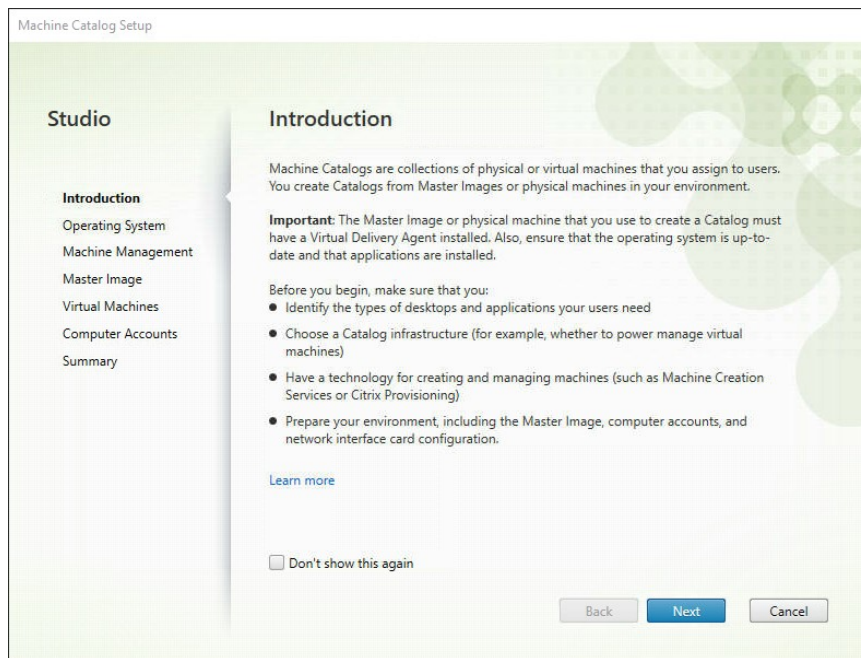 Machine Catalog Setup
Studio
Introduction
Operating System
Machine Management
Master Image
Virtual Machines
Computer Accounts
Summary
Introduction
Machine Catalogs are collections of physical or virtual machines that you assign to users.
You create Catalogs from Master Images or physical machines in your environment.
Important: The Master Image or physical machine that you use to create a Catalog must
have a Virtual Delivery Agent installed. Also, ensure that the operating system is up-to-
date and that applications are installed.
Before you begin, make sure that you:
● Identify the types of desktops and applications your users need
● Choose a Catalog infrastructure (for example, whether to power manage virtual
machines)
● Have a technology for creating and managing machines (such as Machine Creation
Services or Citrix Provisioning)
● Prepare your environment, including the Master Image, computer accounts, and
network interface card configuration.
Learn more
Don't show this again
Back Next Cancel